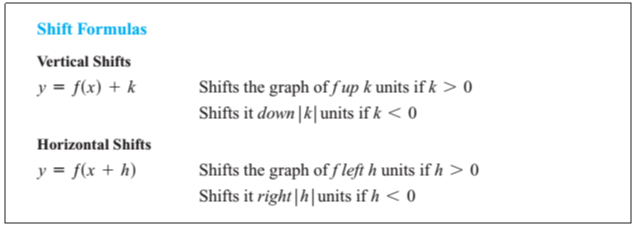 Shift Formulas
Vertical Shifts
y = f(x) + k Shifts the graph of f up k units if k > 0
Shifts it down |k| units if k < 0
Horizontal Shifts
y = f(x + h) Shifts the graph of f left h units if h > 0
Shifts it right |h| units if h < 0